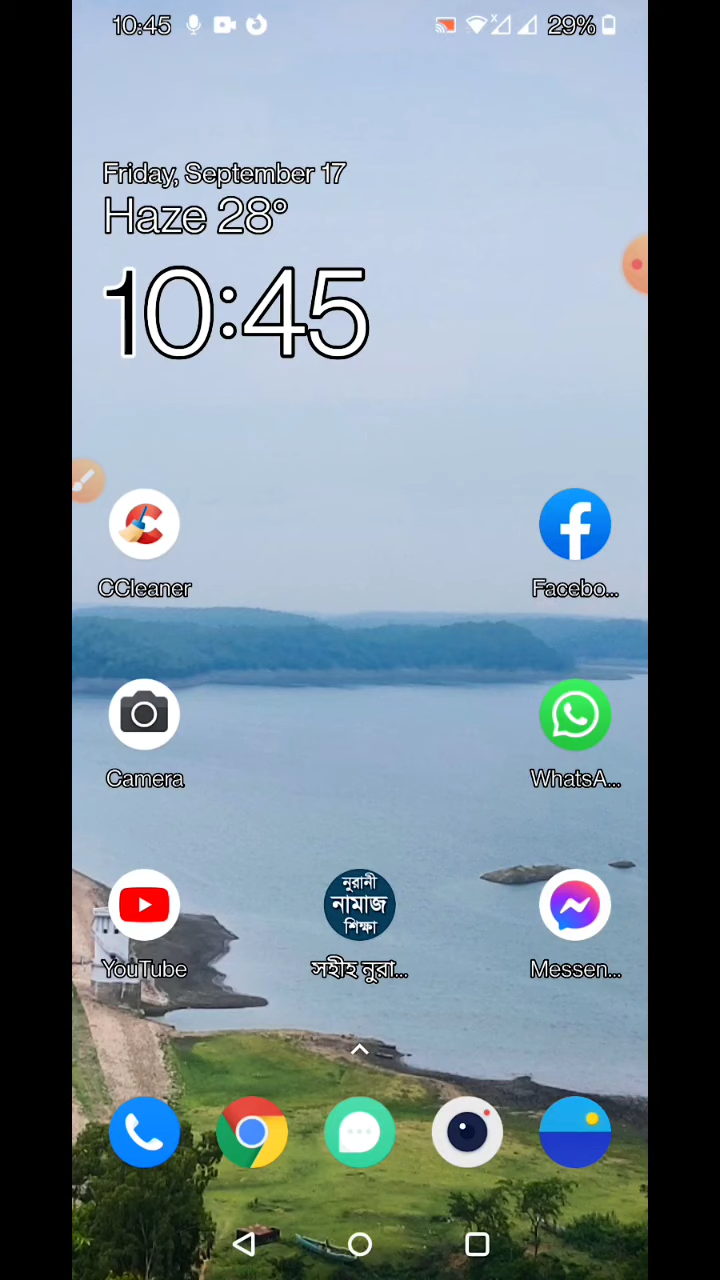 10:45
29%
Friday, September 17
Haze 28°
10:45
CCleaner
Facebo...
Camera
WhatsA...
নুরানী
নামাজ
শিক্ষা
YouTube
সহীহ নুরা...
Messen...